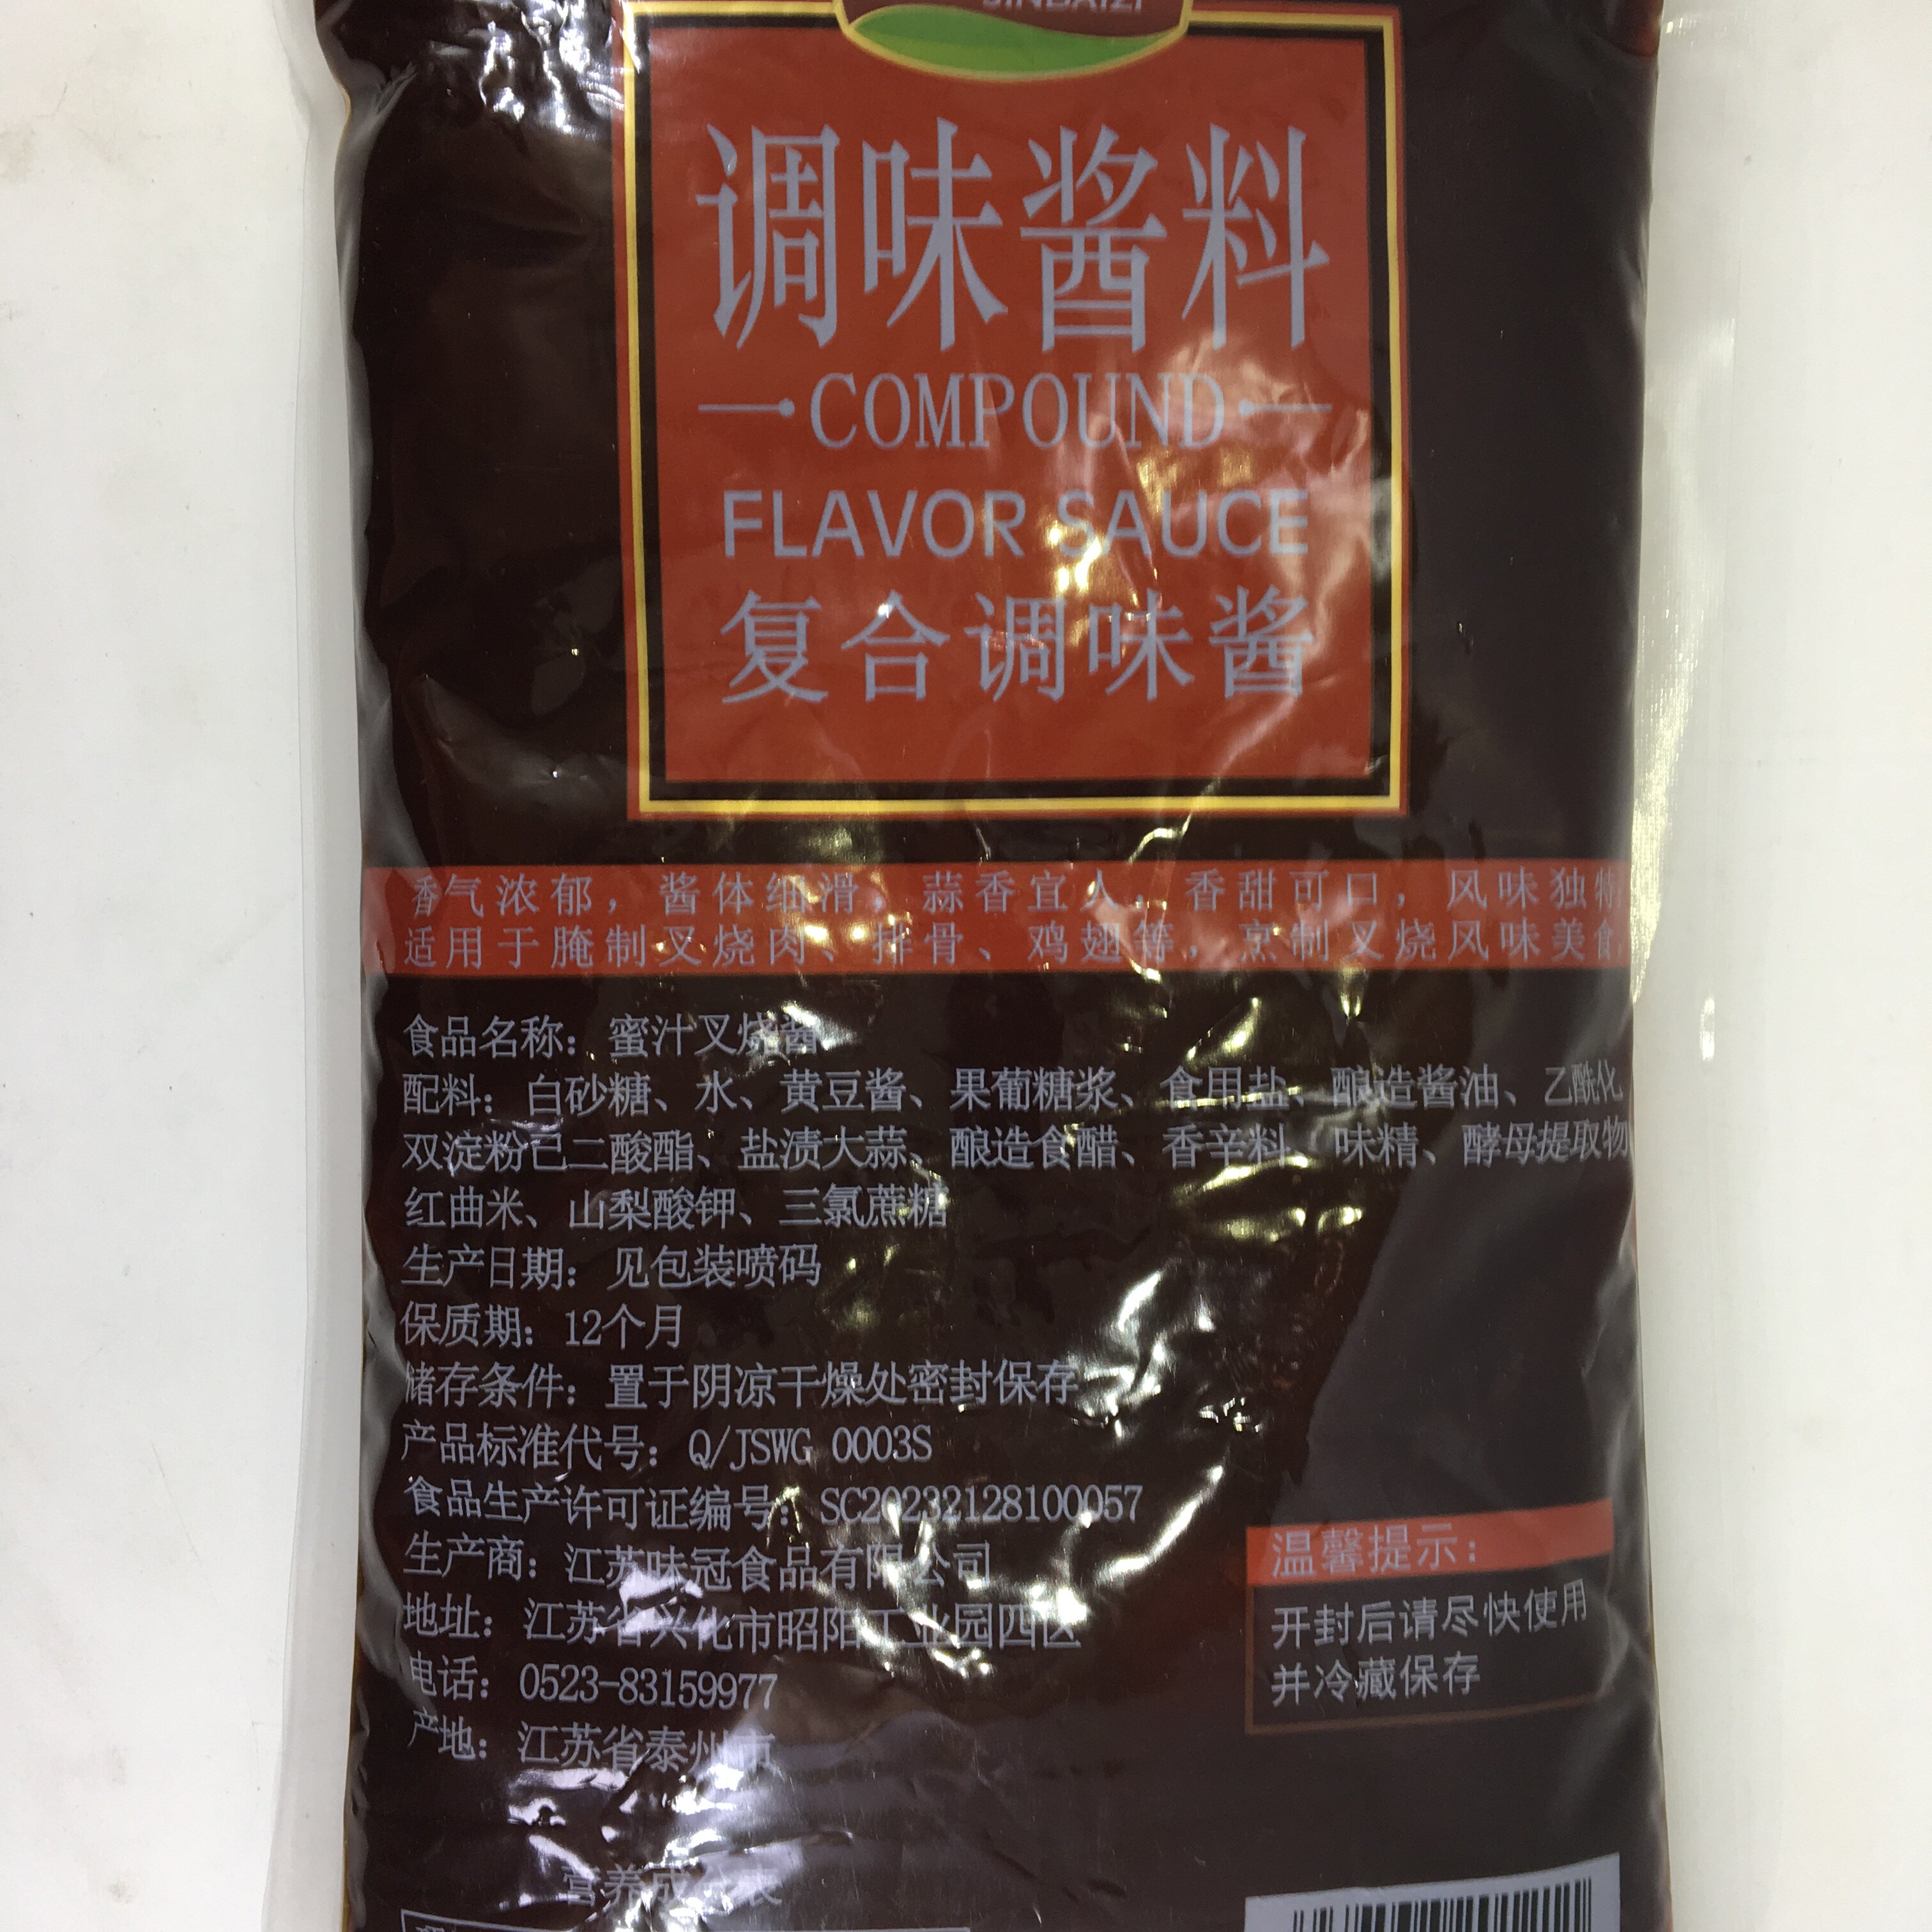 JINBAIZI
调味酱料
COMPOUND
FLAVOR SAUCE
复合调味酱
香气浓郁，酱体细滑，蒜香宜人，香甜可口，风味独特
适用于腌制叉烧肉、排骨、鸡翅等，烹制叉烧风味美食
食品名称：蜜汁叉烧酱
配料：白砂糖、水、黄豆酱、果葡糖浆、食用盐、酿造酱油、乙酰化
双淀粉己二酸酯、盐渍大蒜、酿造食醋、香辛料、味精、酵母提取物
红曲米、山梨酸钾、三氯蔗糖
生产日期：见包装喷码
保质期：12个月
储存条件：置于阴凉干燥处密封保存
产品标准代号：Q/JSWG 0003S
食品生产许可证编号：SC20232128100057
生产商：江苏味冠食品有限公司
地址：江苏省兴化市昭阳工业园四区
电话：0523-83159977
产地：江苏省泰州市
温馨提示：
开封后请尽快使用
并冷藏保存
营养成分表